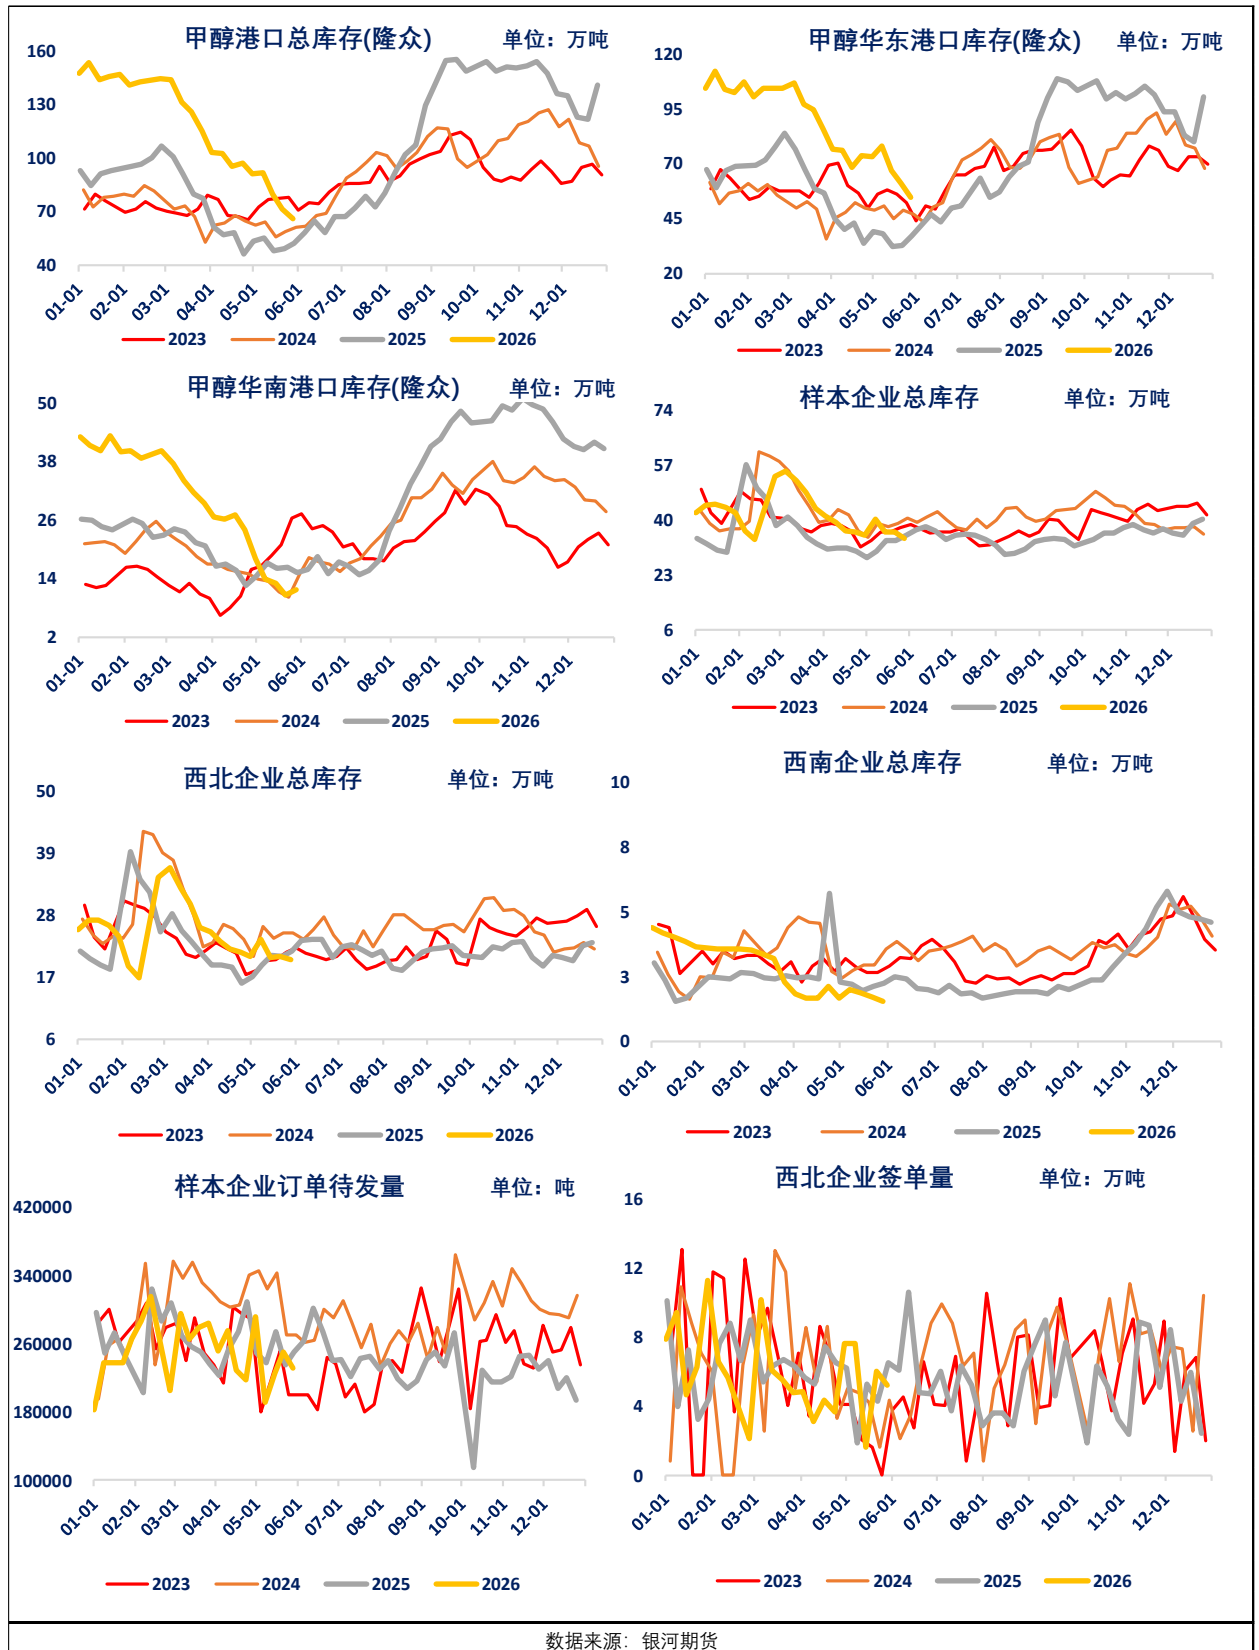 甲醇港口总库存(隆众) 单位：万吨
160
130
100
70
40
01-01 02-01 03-01 04-01 05-01 06-01 07-01 08-01 09-01 10-01 11-01 12-01
2023 2024 2025 2026
甲醇华东港口库存(隆众) 单位：万吨
120
95
70
45
20
01-01 02-01 03-01 04-01 05-01 06-01 07-01 08-01 09-01 10-01 11-01 12-01
2023 2024 2025 2026
甲醇华南港口库存(隆众) 单位：万吨
50
38
26
14
2
01-01 02-01 03-01 04-01 05-01 06-01 07-01 08-01 09-01 10-01 11-01 12-01
2023 2024 2025 2026
样本企业总库存 单位：万吨
74
57
40
23
6
01-01 02-01 03-01 04-01 05-01 06-01 07-01 08-01 09-01 10-01 11-01 12-01
2023 2024 2025 2026
西北企业总库存 单位：万吨
50
39
28
17
6
01-01 02-01 03-01 04-01 05-01 06-01 07-01 08-01 09-01 10-01 11-01 12-01
2023 2024 2025 2026
西南企业总库存 单位：万吨
10
8
5
3
0
01-01 02-01 03-01 04-01 05-01 06-01 07-01 08-01 09-01 10-01 11-01 12-01
2023 2024 2025 2026
样本企业订单待发量 单位：吨
420000
340000
260000
180000
100000
01-01 02-01 03-01 04-01 05-01 06-01 07-01 08-01 09-01 10-01 11-01 12-01
2023 2024 2025 2026
西北企业签单量 单位：万吨
16
12
8
4
0
01-01 02-01 03-01 04-01 05-01 06-01 07-01 08-01 09-01 10-01 11-01 12-01
2023 2024 2025 2026
数据来源：银河期货